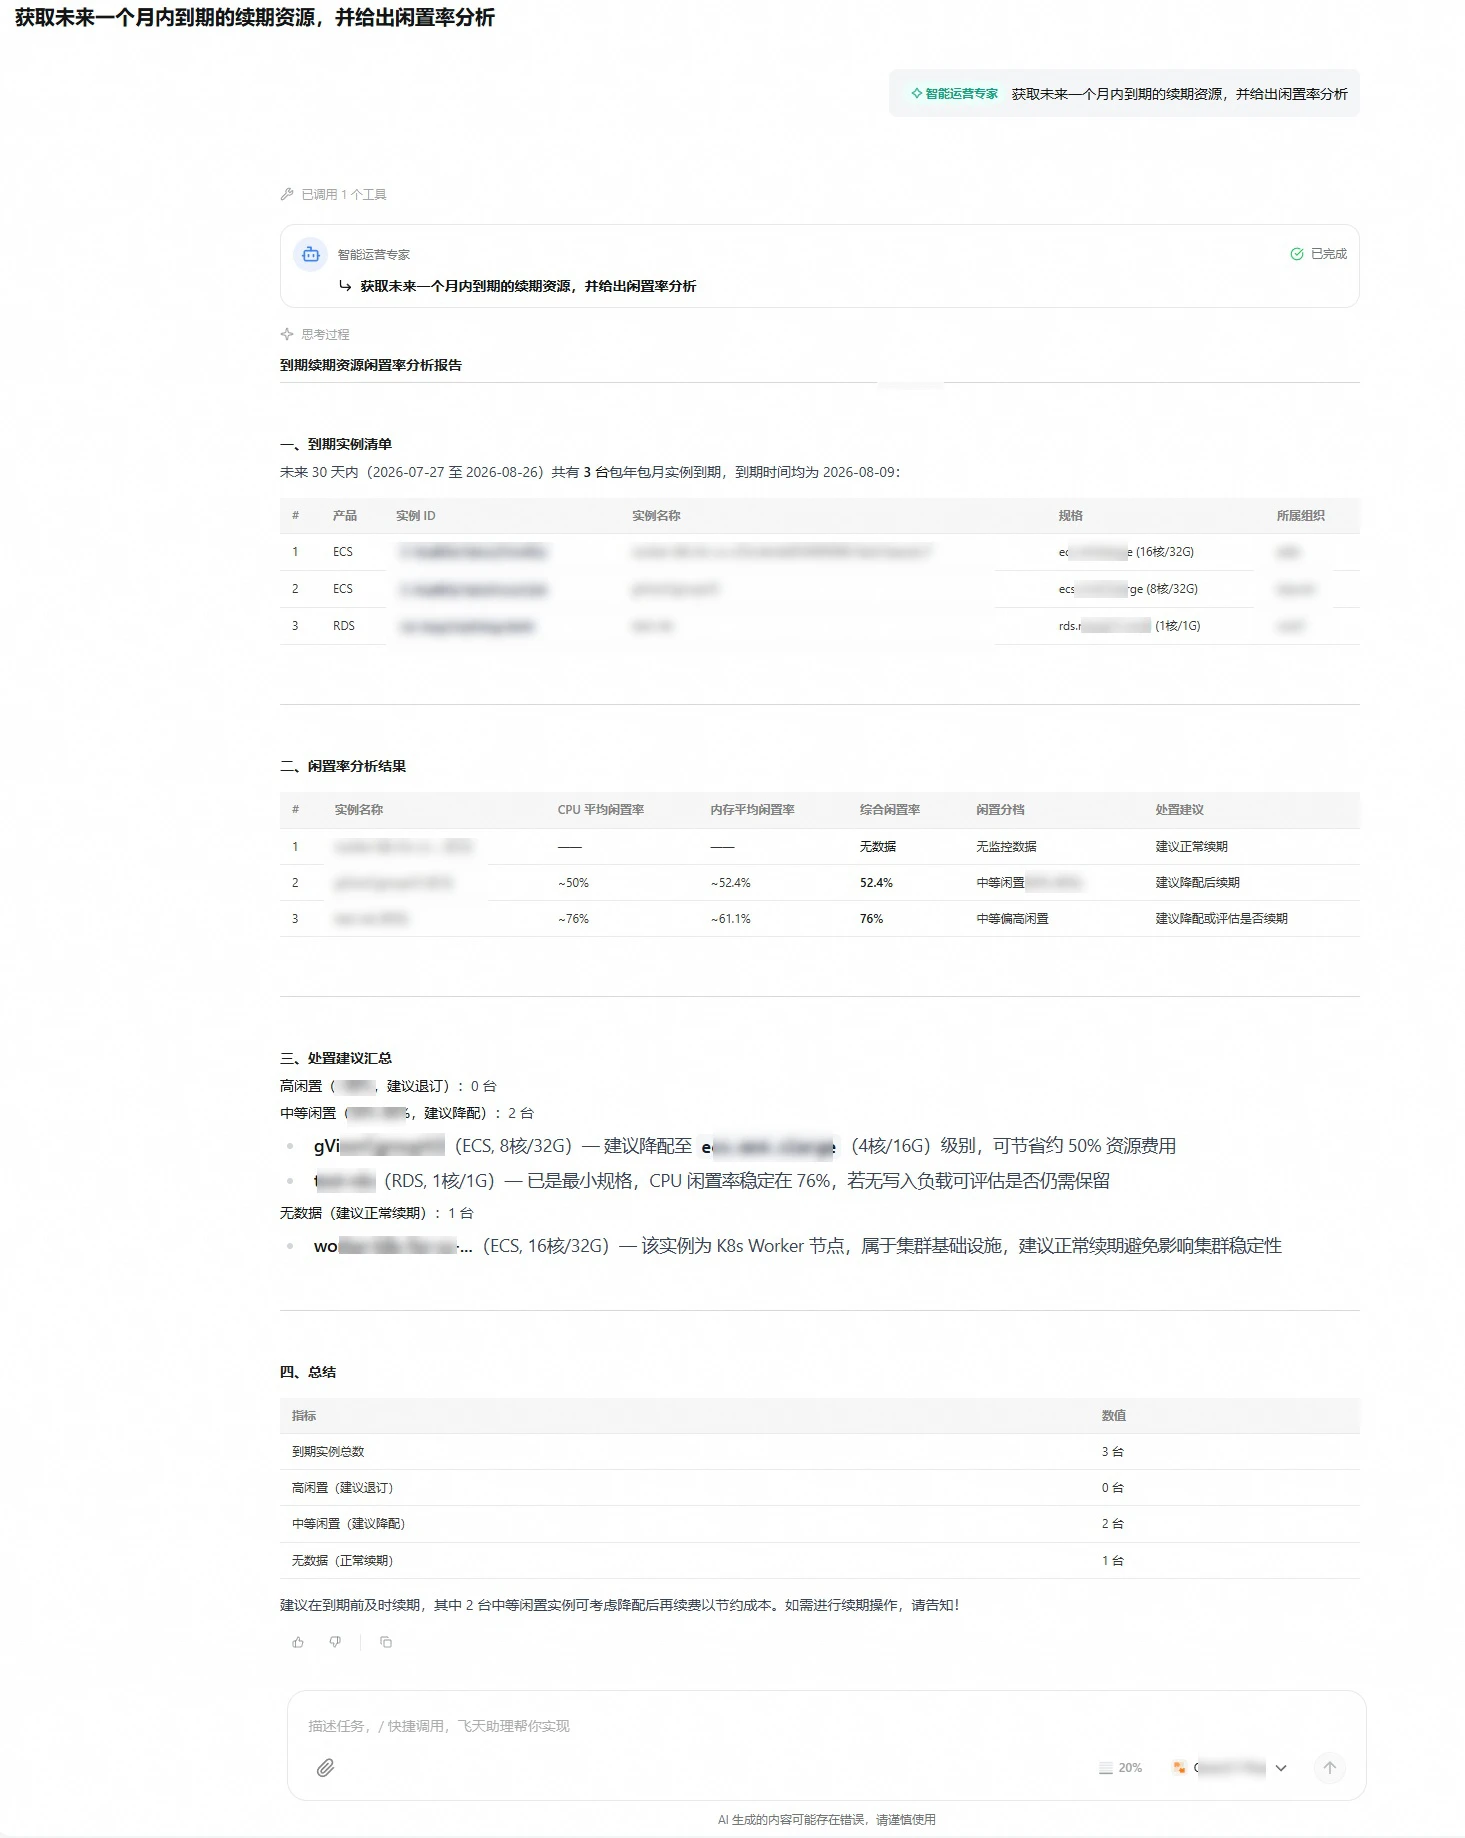 获取未来一个月内到期的续期资源，并给出闲置率分析
智能运营专家 获取未来一个月内到期的续期资源，并给出闲置率分析
已调用 1 个工具
智能运营专家 已完成
获取未来一个月内到期的续期资源，并给出闲置率分析
思考过程
到期续期资源闲置率分析报告
一、到期实例清单
未来 30 天内（2026-07-27 至 2026-08-26）共有 3 台包年包月实例到期，到期时间均为 2026-08-09：
# 产品 实例 ID 实例名称 规格 所属组织
1 ECS (16核/32G)
2 ECS (8核/32G)
3 RDS (1核/1G)
二、闲置率分析结果
# 实例名称 CPU 平均闲置率 内存平均闲置率 综合闲置率 闲置分档 处置建议
1 —— —— 无数据 无监控数据 建议正常续期
2 ~50% ~52.4% 52.4% 中等闲置 建议降配后续期
3 ~76% ~61.1% 76% 中等偏高闲置 建议降配或评估是否续期
三、处置建议汇总
高闲置（ ，建议退订）：0 台
中等闲置（ %，建议降配）：2 台
（ECS, 8核/32G）— 建议降配至 （4核/16G）级别，可节省约 50% 资源费用
（RDS, 1核/1G）— 已是最小规格，CPU 闲置率稳定在 76%，若无写入负载可评估是否仍需保留
无数据（建议正常续期）：1 台
...（ECS, 16核/32G）— 该实例为 K8s Worker 节点，属于集群基础设施，建议正常续期避免影响集群稳定性
四、总结
指标 数值
到期实例总数 3 台
高闲置（建议退订） 0 台
中等闲置（建议降配） 2 台
无数据（正常续期） 1 台
建议在到期前及时续期，其中 2 台中等闲置实例可考虑降配后再续费以节约成本。如需进行续期操作，请告知！
描述任务，/ 快捷调用，飞天助理帮你实现
20%
AI 生成的内容可能存在错误，请谨慎使用